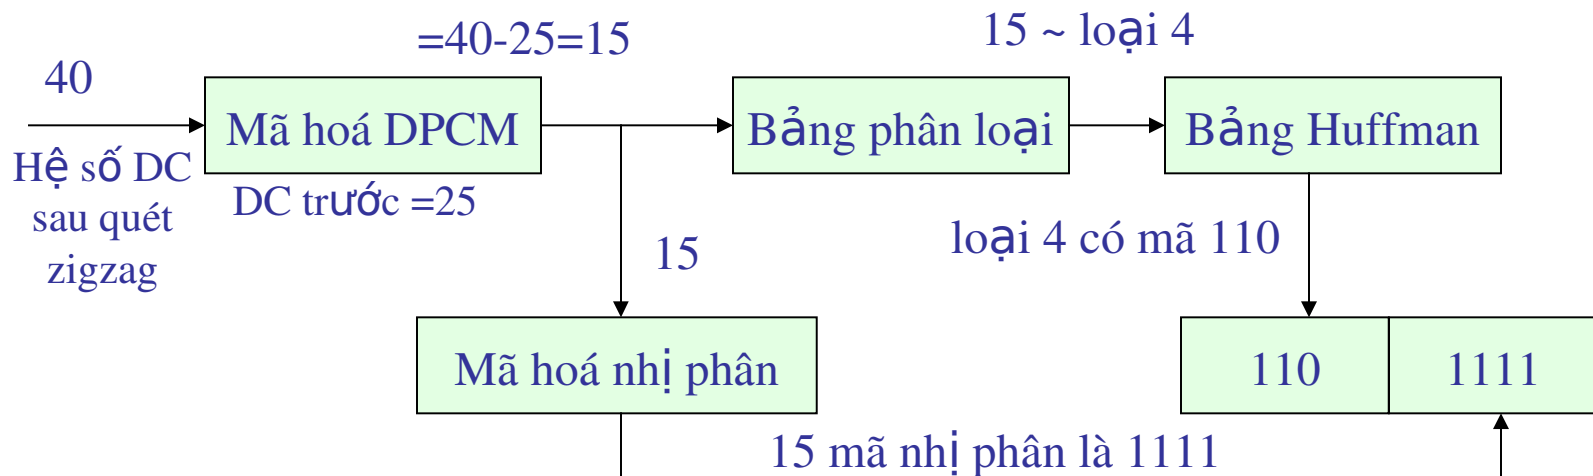 =40-25=15
15 ~ loại 4
40
Mã hoá DPCM
Bảng phân loại
Bảng Huffman
Hệ số DC
sau quét
zigzag
DC trước =25
15
loại 4 có mã 110
Mã hoá nhị phân
110
1111
15 mã nhị phân là 1111